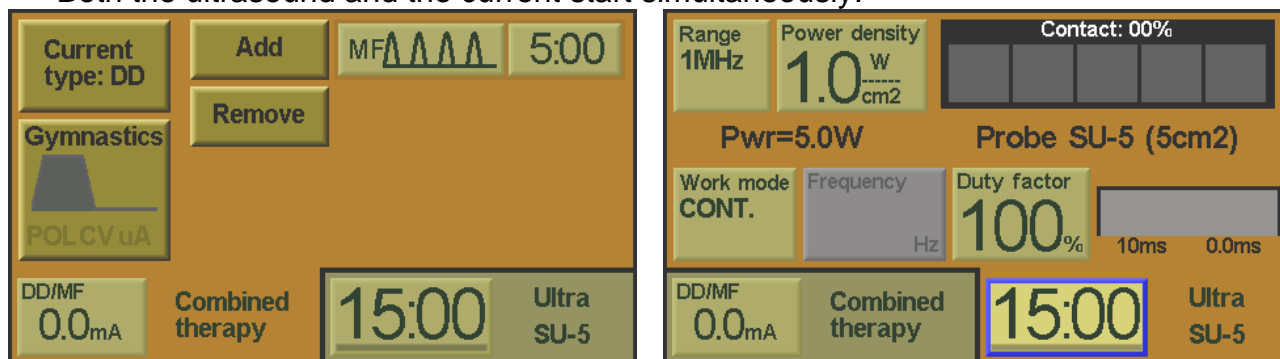 Both the ultrasound and the current start simultaneously.
Current
type: DD
Add
MF
5:00
Remove
Gymnastics
POL CV uA
DD/MF
0.0mA
Combined
therapy
15:00
Ultra
SU-5
Range
1MHz
Power density
1.0 W
cm2
Contact: 00%
Pwr=5.0W
Probe SU-5 (5cm2)
Work mode
CONT.
Frequency
Hz
Duty factor
100%
10ms
0.0ms
DD/MF
0.0mA
Combined
therapy
15:00
Ultra
SU-5